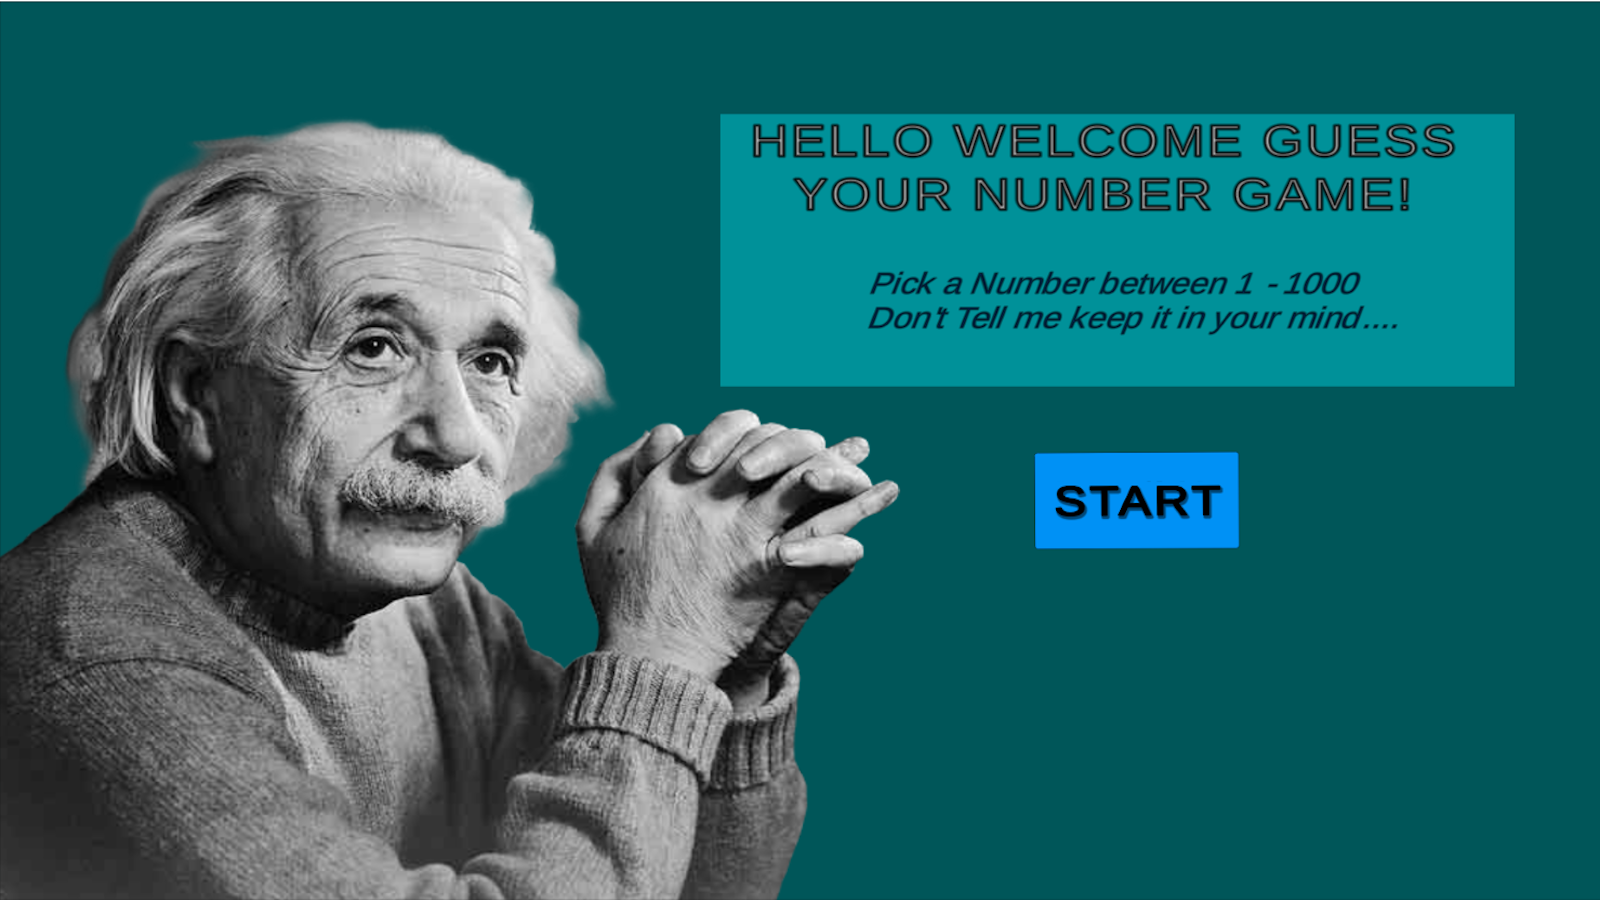 HELLO WELCOME GUESS
YOUR NUMBER GAME!
Pick a Number between 1 - 1000
Don't Tell me keep it in your mind....
START